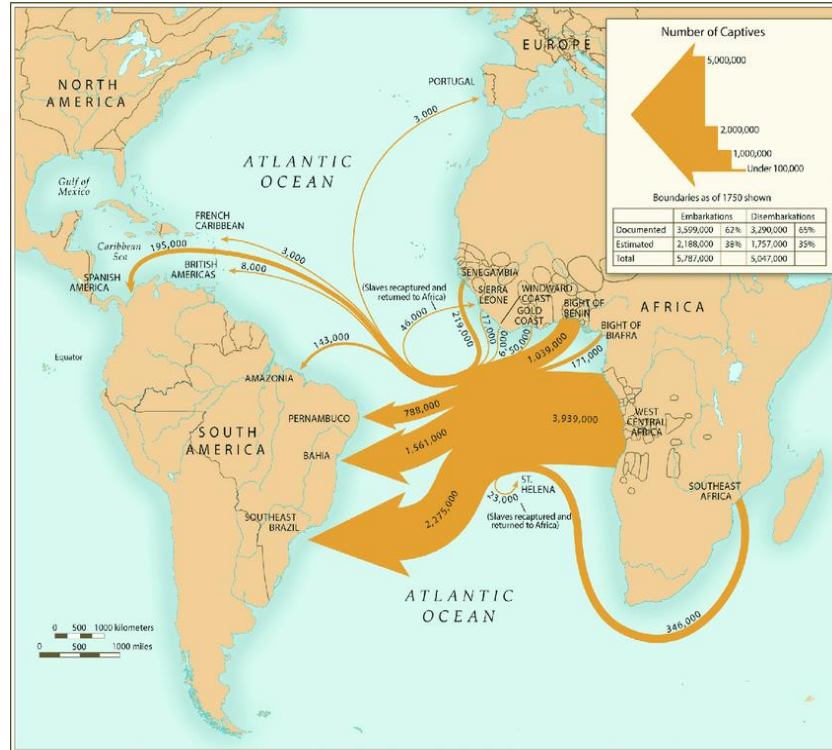 NORTH
AMERICA
EUROPE
PORTUGAL
3,000
ATLANTIC
OCEAN
Gulf of
Mexico
FRENCH
CARIBBEAN
Caribbean
Sea
195,000
3,000
SPANISH
AMERICA
BRITISH
AMERICAS
8,000
(Slaves recaptured and
returned to Africa)
46,000
SENEGAMBIA
SIERRA
LEONE
WINDWARD
COAST
GOLD
COAST
BIGHT OF
BENIN
AFRICA
BIGHT OF
BIAFRA
219,000
17,000
6,000
50,000
1,039,000
171,000
143,000
Equator
AMAZONIA
PERNAMBUCO
788,000
3,939,000
WEST
CENTRAL
AFRICA
SOUTH
AMERICA
BAHIA
1,561,000
ST.
HELENA
23,000
(Slaves recaptured and
returned to Africa)
SOUTHEAST
AFRICA
SOUTHEAST
BRAZIL
2,275,000
ATLANTIC
OCEAN
346,000
0 500 1000 kilometers
0 500 1000 miles
Number of Captives
5,000,000
2,000,000
1,000,000
Under 100,000
Boundaries as of 1750 shown
Embarkations Disembarkations
Documented 3,599,000 62% 3,290,000 65%
Estimated 2,188,000 38% 1,757,000 35%
Total 5,787,000 5,047,000